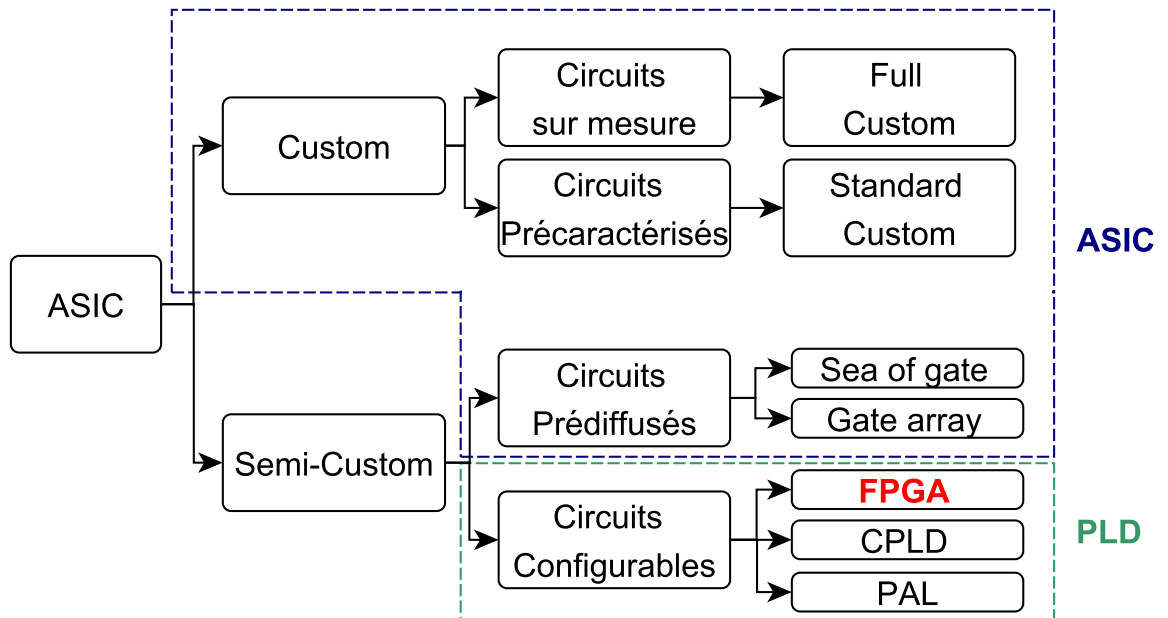 ASIC
Custom
Semi-Custom
Circuits
sur mesure
Full
Custom
Circuits
Précaractérisés
Standard
Custom
Circuits
Prédiffusés
Sea of gate
Gate array
Circuits
Configurables
FPGA
CPLD
PAL
ASIC
PLD